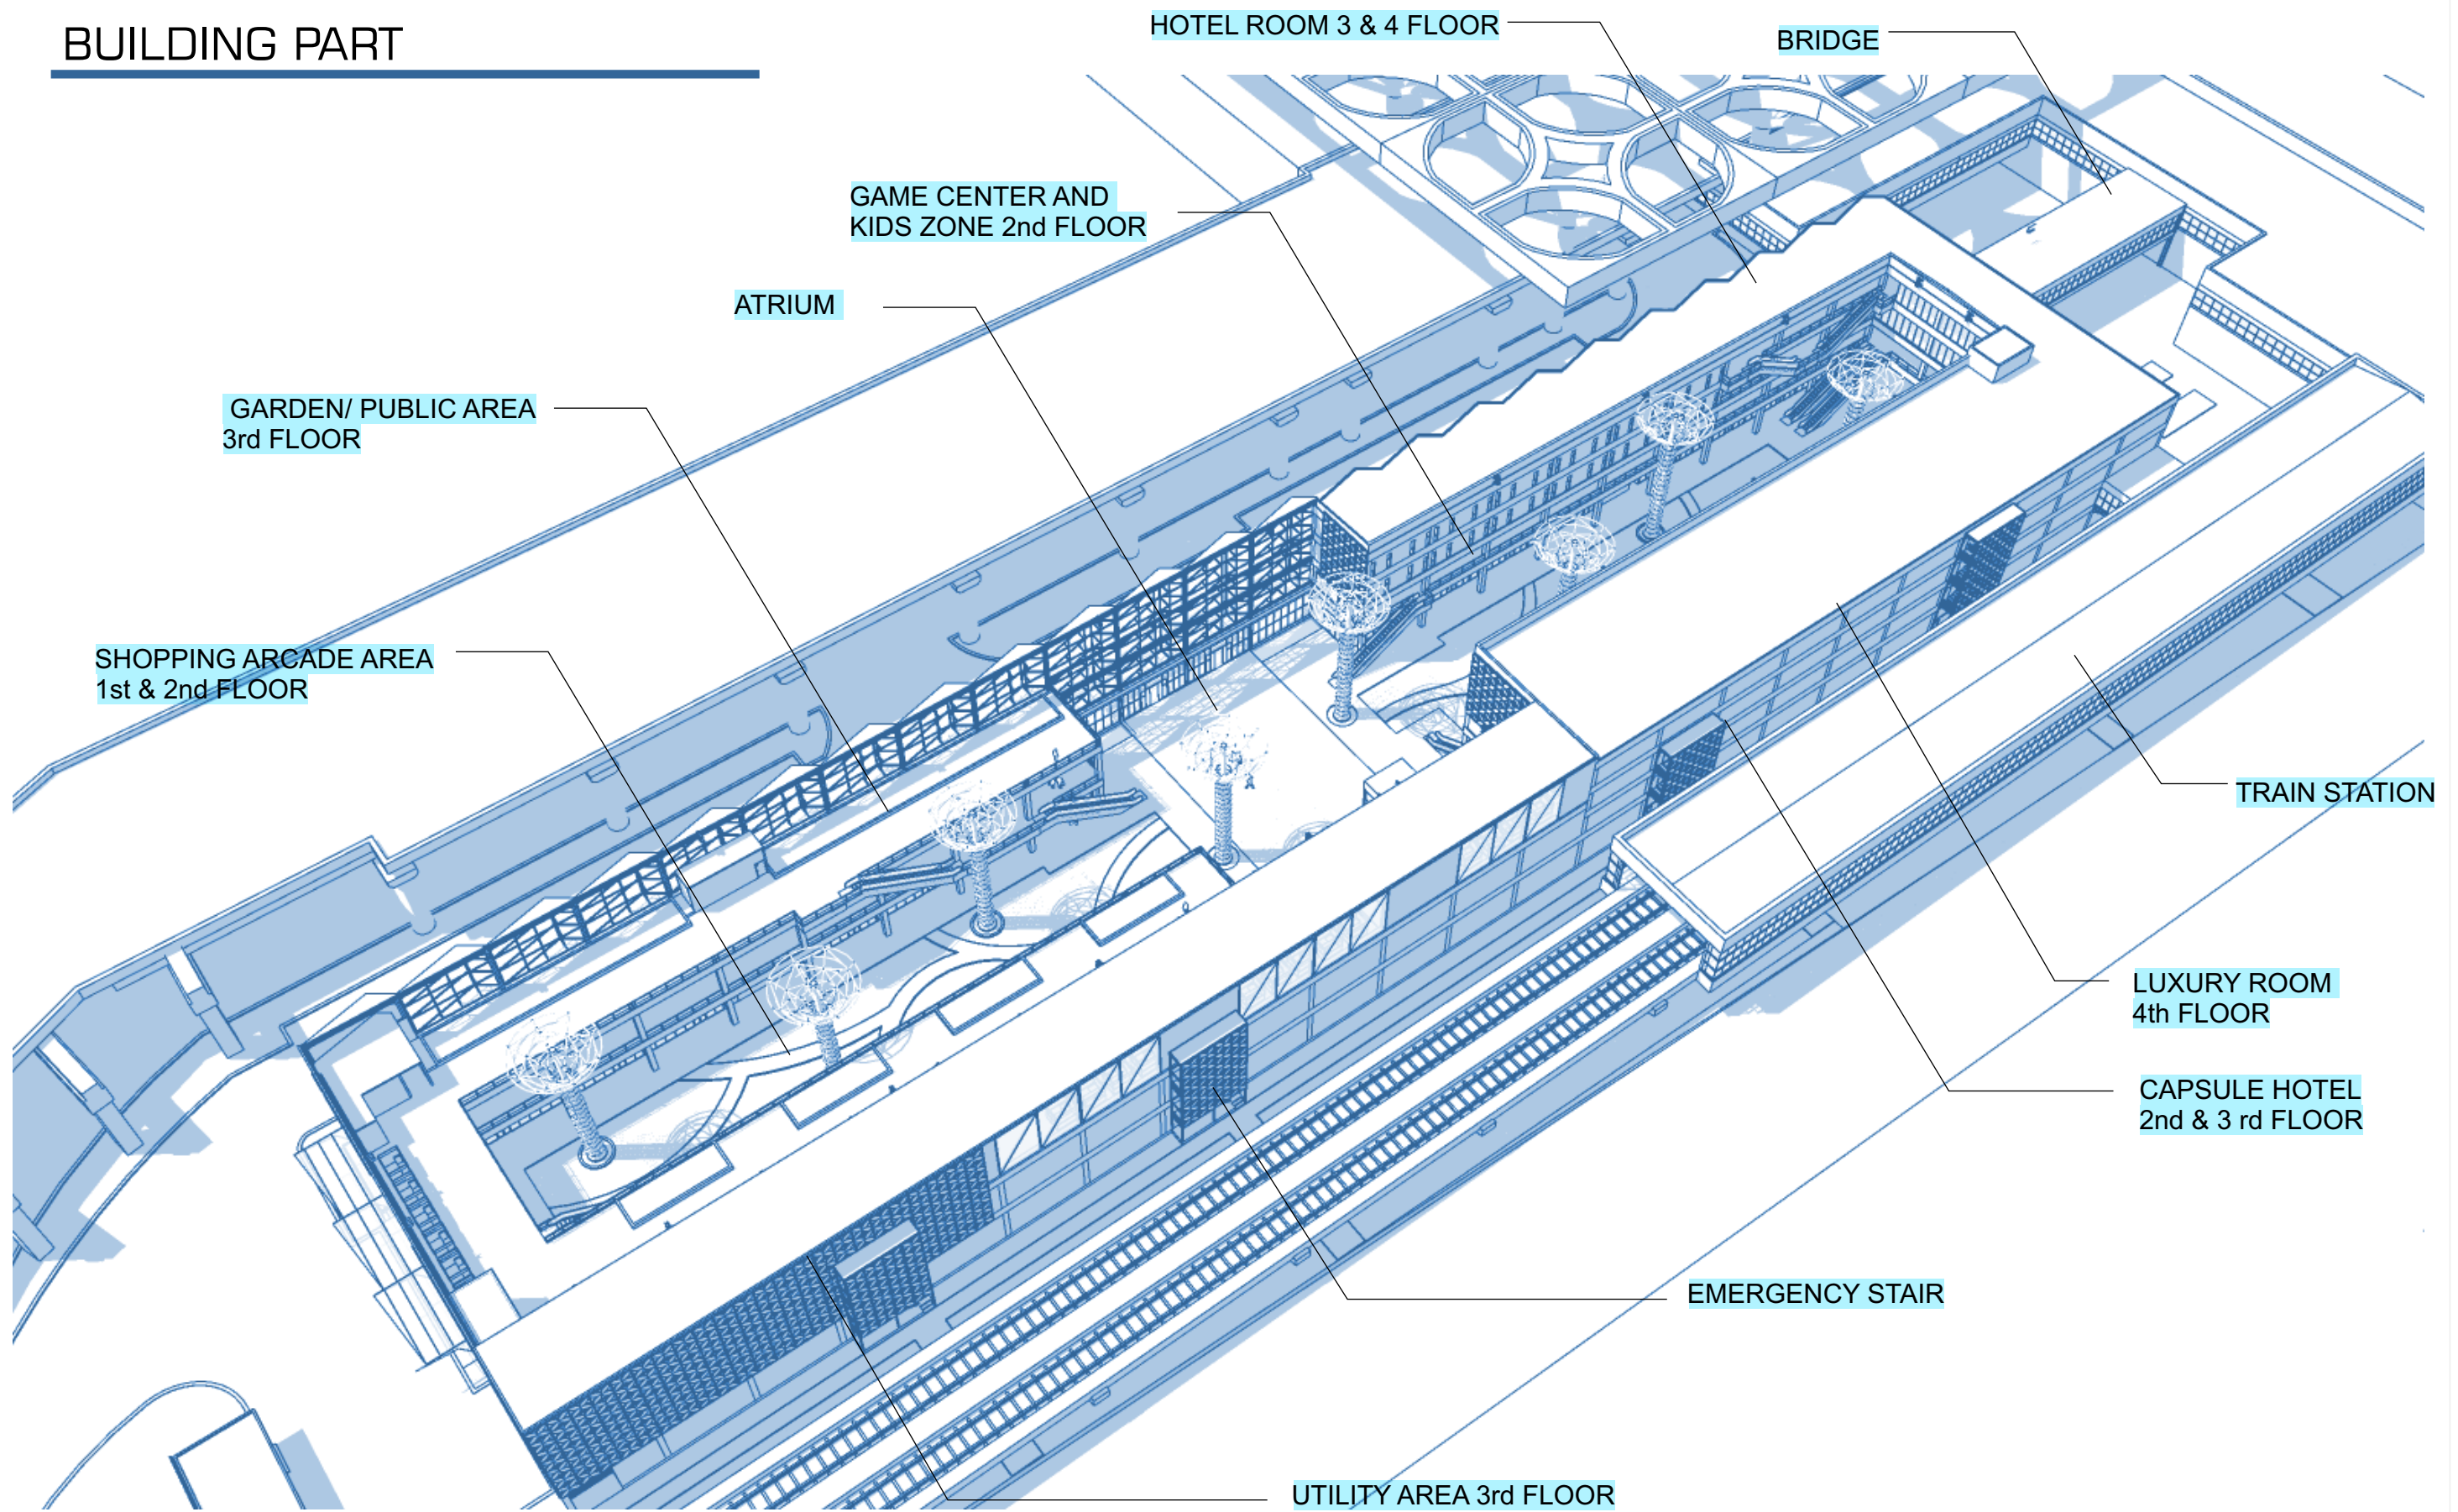 BUILDING PART
HOTEL ROOM 3 & 4 FLOOR
BRIDGE
GAME CENTER AND
KIDS ZONE 2nd FLOOR
ATRIUM
GARDEN/ PUBLIC AREA
3rd FLOOR
SHOPPING ARCADE AREA
1st & 2nd FLOOR
TRAIN STATION
LUXURY ROOM
4th FLOOR
CAPSULE HOTEL
2nd & 3 rd FLOOR
EMERGENCY STAIR
UTILITY AREA 3rd FLOOR